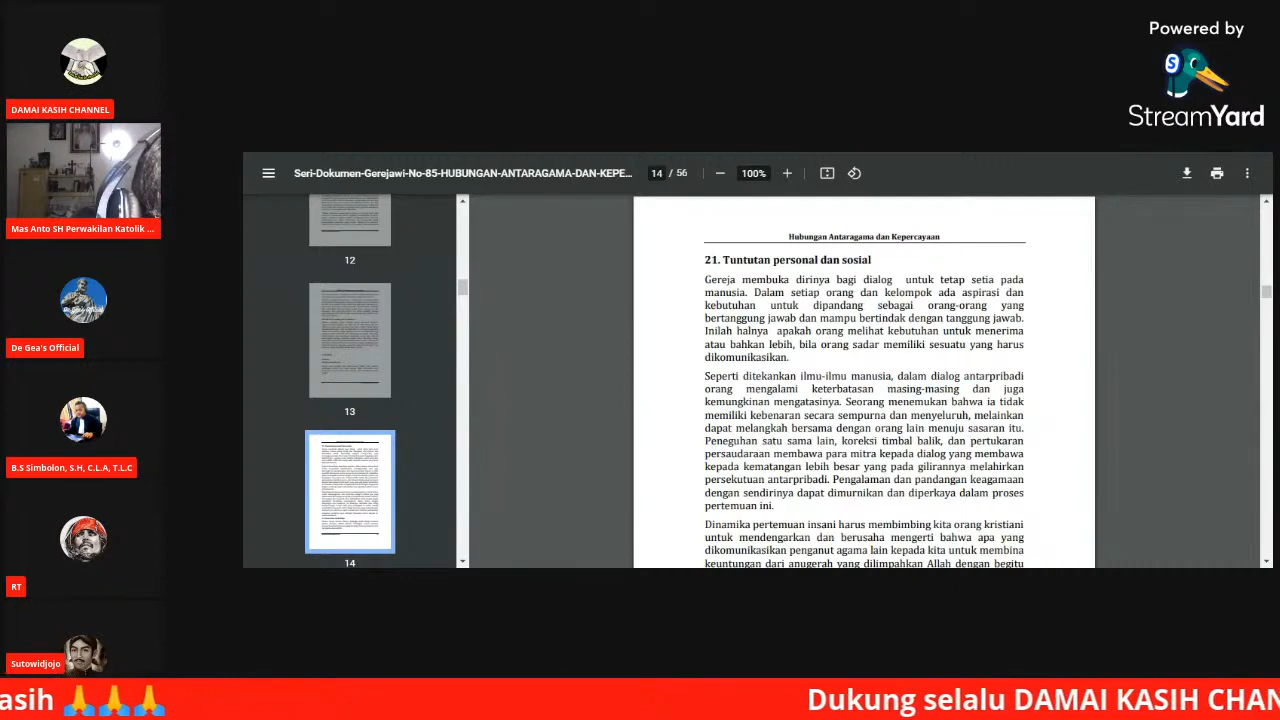 Powered by
StreamYard
DAMAI KASIH CHANNEL
Mas Anto SH Perwakilan Katolik ...
De Gea's Official
B.S Simbolon, S.H, C.L.A, T.L.C
RT
Sutowidjojo
Seri-Dokumen-Gerejawi-No-85-HUBUNGAN-ANTARAGAMA-DAN-KEPE...
14 / 56
100%
12
13
14
Hubungan Antaragama dan Kepercayaan
21. Tuntutan personal dan sosial
Gereja membuka dirinya bagi dialog untuk tetap setia pada
manusia. Dalam setiap orang dan kelompok ada aspirasi dan
kebutuhan untuk dipandang sebagai orang-orang yang
bertanggung jawab dan mampu bertindak dengan tanggung jawab.
Inilah halnya apakah orang melihat kebutuhan untuk menerima
atau bahkan lebih, bila orang sadar memiliki sesuatu yang harus
dikomunikasikan.
Seperti ditekankan ilmu-ilmu manusia, dalam dialog antarpribadi
orang mengalami keterbatasan masing-masing dan juga
kemungkinan mengatasinya. Seorang menemukan bahwa ia tidak
memiliki kebenaran secara sempurna dan menyeluruh, melainkan
dapat melangkah bersama dengan orang lain menuju sasaran itu.
Peneguhan satu sama lain, koreksi timbal balik, dan pertukaran
persaudaraan membawa para mitra kepada dialog yang membawa
kepada kematangan lebih besar yang pada gilirannya melahirkan
persekutuan antarpribadi. Pengalaman dan pandangan keagamaan
dengan sendirinya dapat dimurnikan dan diperkaya dalam proses
pertemuan ini.
Dinamika pertemuan insani harus membimbing kita orang kristiani
untuk mendengarkan dan berusaha mengerti bahwa apa yang
dikomunikasikan penganut agama lain kepada kita untuk membina
keuntungan dari anugerah yang dilimpahkan Allah dengan begitu
asih 🙏🙏🙏 Dukung selalu DAMAI KASIH CHAN